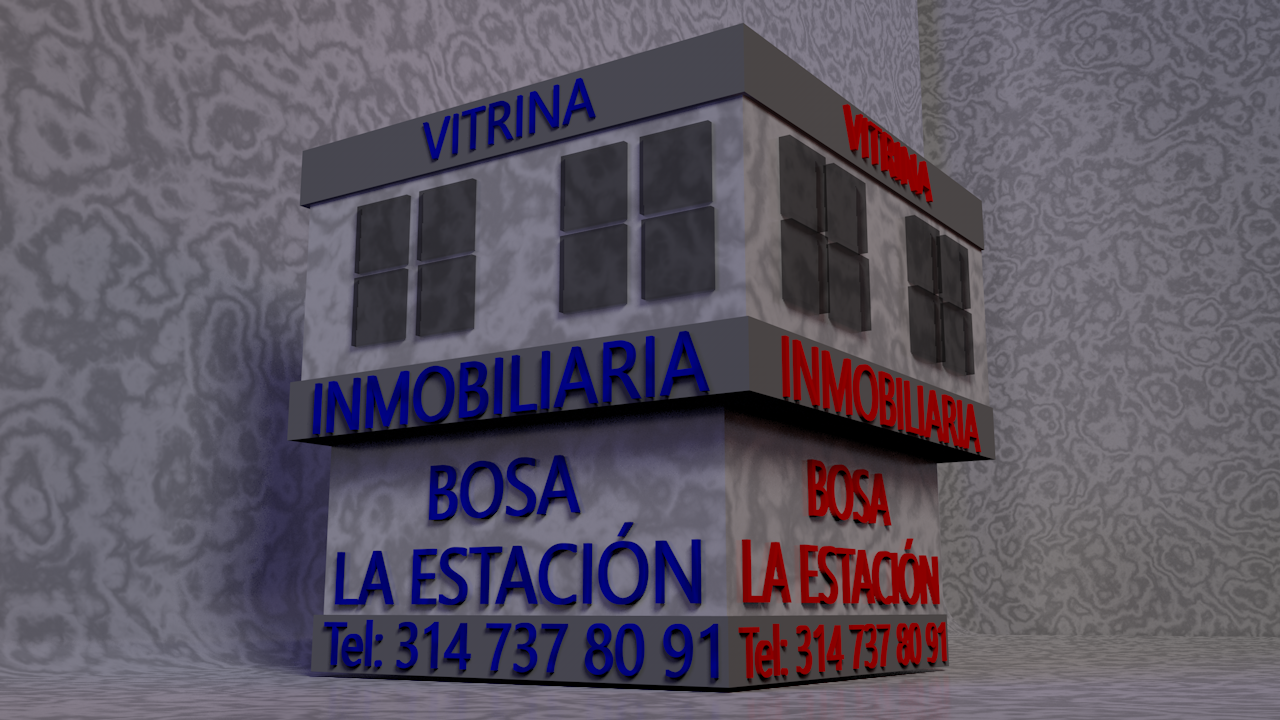 VITRINA
INMOBILIARIA
BOSA
LA ESTACIÓN
Tel: 314 737 80 91
VITRINA
INMOBILIARIA
BOSA
LA ESTACIÓN
Tel: 314 737 80 91